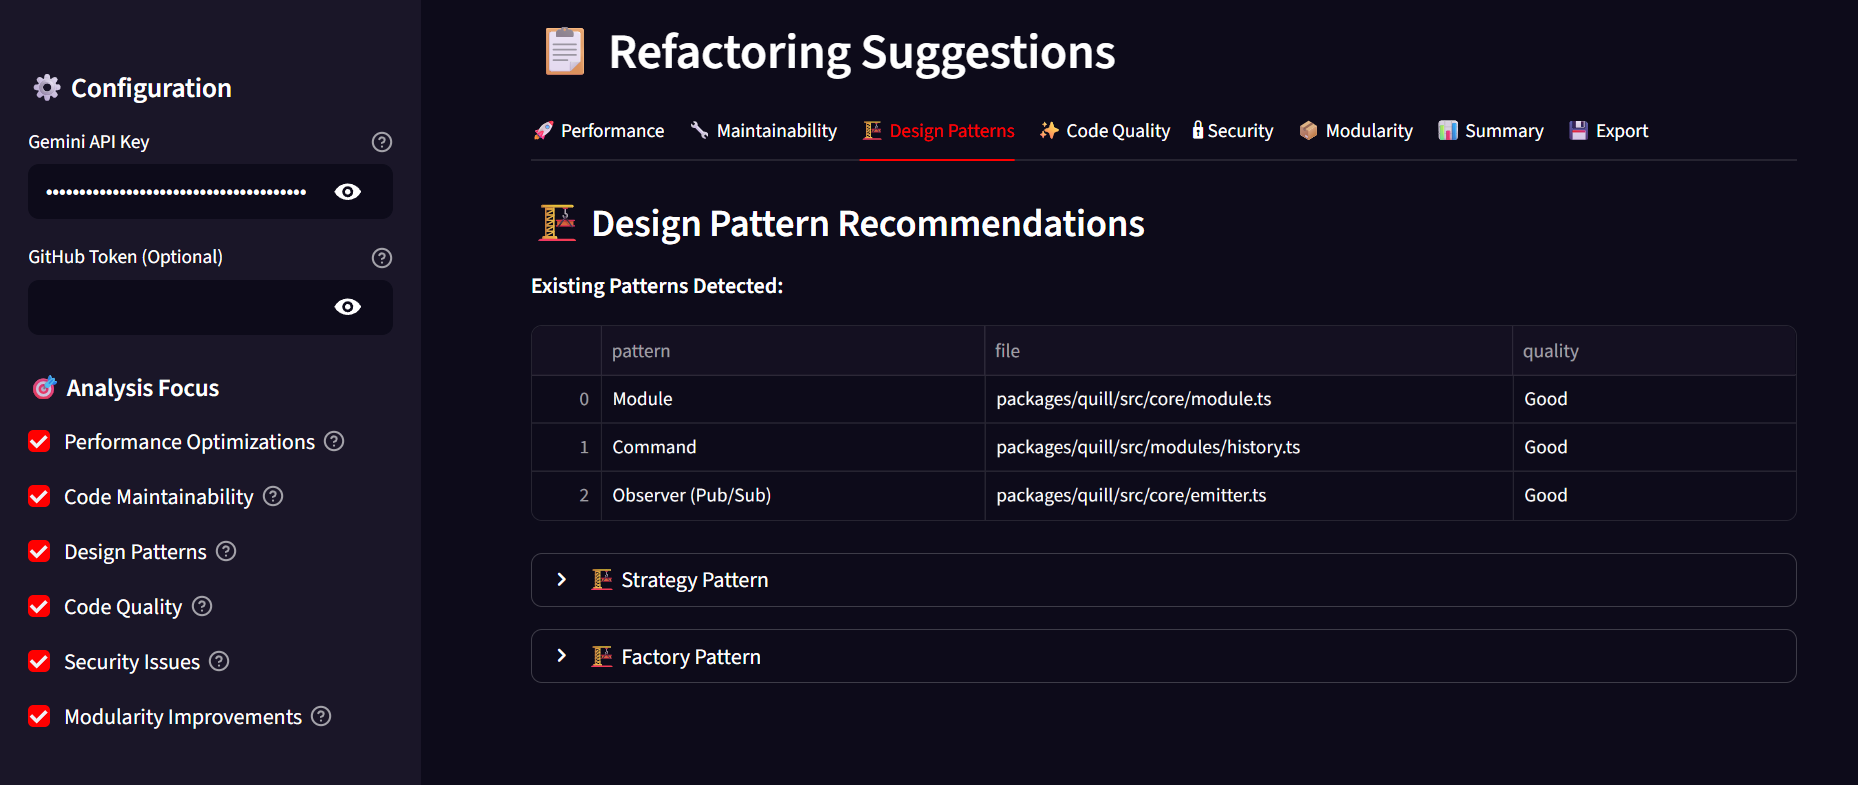 Configuration
Gemini API Key
••••••••••••••••••••••••••••••••••••••••
GitHub Token (Optional)
Analysis Focus
Performance Optimizations
Code Maintainability
Design Patterns
Code Quality
Security Issues
Modularity Improvements
Refactoring Suggestions
Performance Maintainability Design Patterns Code Quality Security Modularity Summary Export
Design Pattern Recommendations
Existing Patterns Detected:
pattern file quality
0 Module packages/quill/src/core/module.ts Good
1 Command packages/quill/src/modules/history.ts Good
2 Observer (Pub/Sub) packages/quill/src/core/emitter.ts Good
Strategy Pattern
Factory Pattern